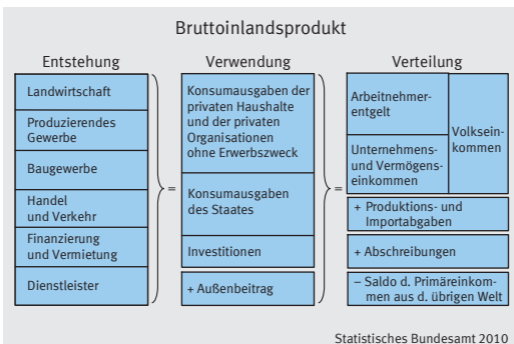 Bruttoinlandsprodukt
Entstehung
Landwirtschaft
Produzierendes
Gewerbe
Baugewerbe
Handel
und Verkehr
Finanzierung
und Vermietung
Dienstleister
=
Verwendung
Konsumausgaben der
privaten Haushalte
und der privaten
Organisationen
ohne Erwerbszweck
Konsumausgaben
des Staates
Investitionen
+ Außenbeitrag
=
Verteilung
Arbeitnehmer-
entgelt
Unternehmens-
und Vermögens-
einkommen
Volksein-
kommen
+ Produktions- und
Importabgaben
+ Abschreibungen
– Saldo d. Primäreinkom-
men aus d. übrigen Welt
Statistisches Bundesamt 2010